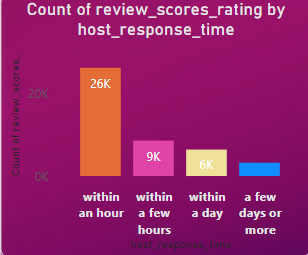 Count of review_scores_rating by
host_response_time
Count of review_scores...
20K
0K
26K
9K
6K
within
an hour
within
a few
hours
within
a day
a few
days or
more
host_response_time